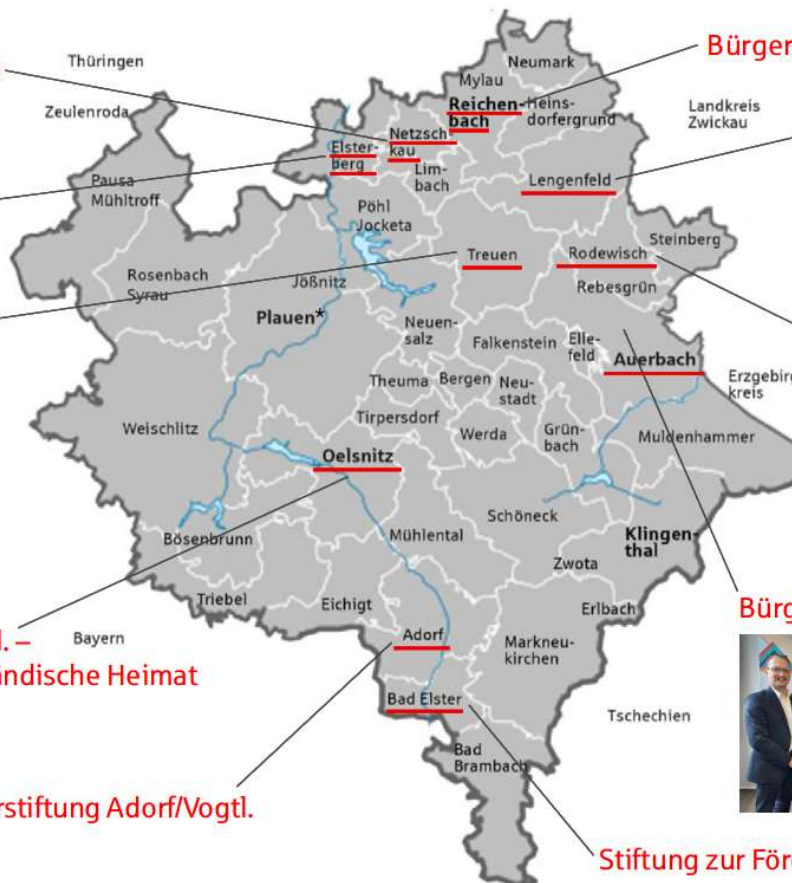 Thüringen
Neumark
Bürger
Mylau
Zeulenroda
Reichen-
bach
Heins-
dorfergrund
Landkreis
Zwickau
Netzsch-
kau
Elster-
berg
Lim-
bach
Lengenfeld
Pausa
Mühltroff
Pöhl
Jocketa
Steinberg
Treuen
Rodewisch
Rosenbach
Syrau
Jößnitz
Rebesgrün
Plauen*
Neuen-
salz
Falkenstein
Elle-
feld
Auerbach
Theuma
Bergen
Neu-
stadt
Erzgebirg
kreis
Tirpersdorf
Weischlitz
Werda
Grün-
bach
Muldenhammer
Oelsnitz
Schöneck
Bösenbrunn
Mühlental
Klingen-
thal
Zwota
Triebel
Eichigt
Erlbach
Bürg
l. –
Bayern
Adorf
Markneu-
kirchen
ndische Heimat
Bad Elster
Tschechien
Bad
Brambach
rstiftung Adorf/Vogtl.
Stiftung zur Förd